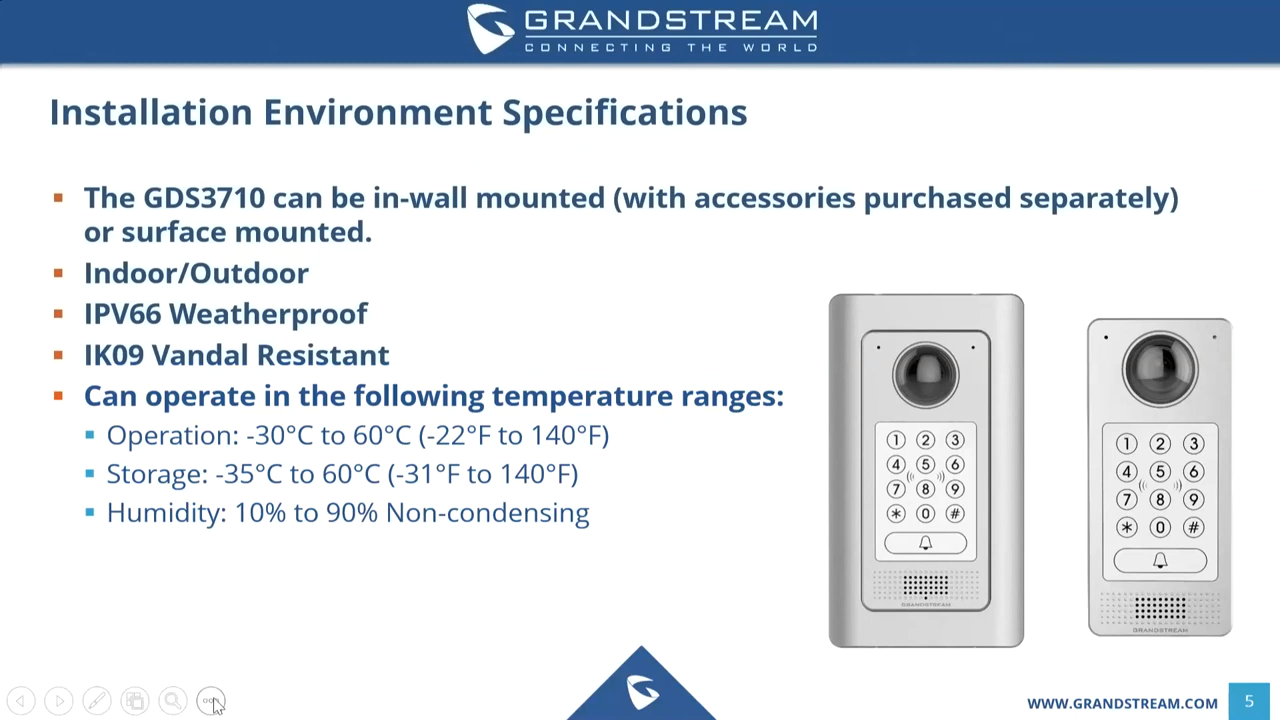 GRANDSTREAM
CONNECTING THE WORLD
Installation Environment Specifications
The GDS3710 can be in-wall mounted (with accessories purchased separately)
or surface mounted.
Indoor/Outdoor
IPV66 Weatherproof
IK09 Vandal Resistant
Can operate in the following temperature ranges:
Operation: -30°C to 60°C (-22°F to 140°F)
Storage: -35°C to 60°C (-31°F to 140°F)
Humidity: 10% to 90% Non-condensing
1 2 3
4 5 6
7 8 9
* 0 #
GRANDSTREAM
1 2 3
4 5 6
7 8 9
* 0 #
GRANDSTREAM
WWW.GRANDSTREAM.COM
5